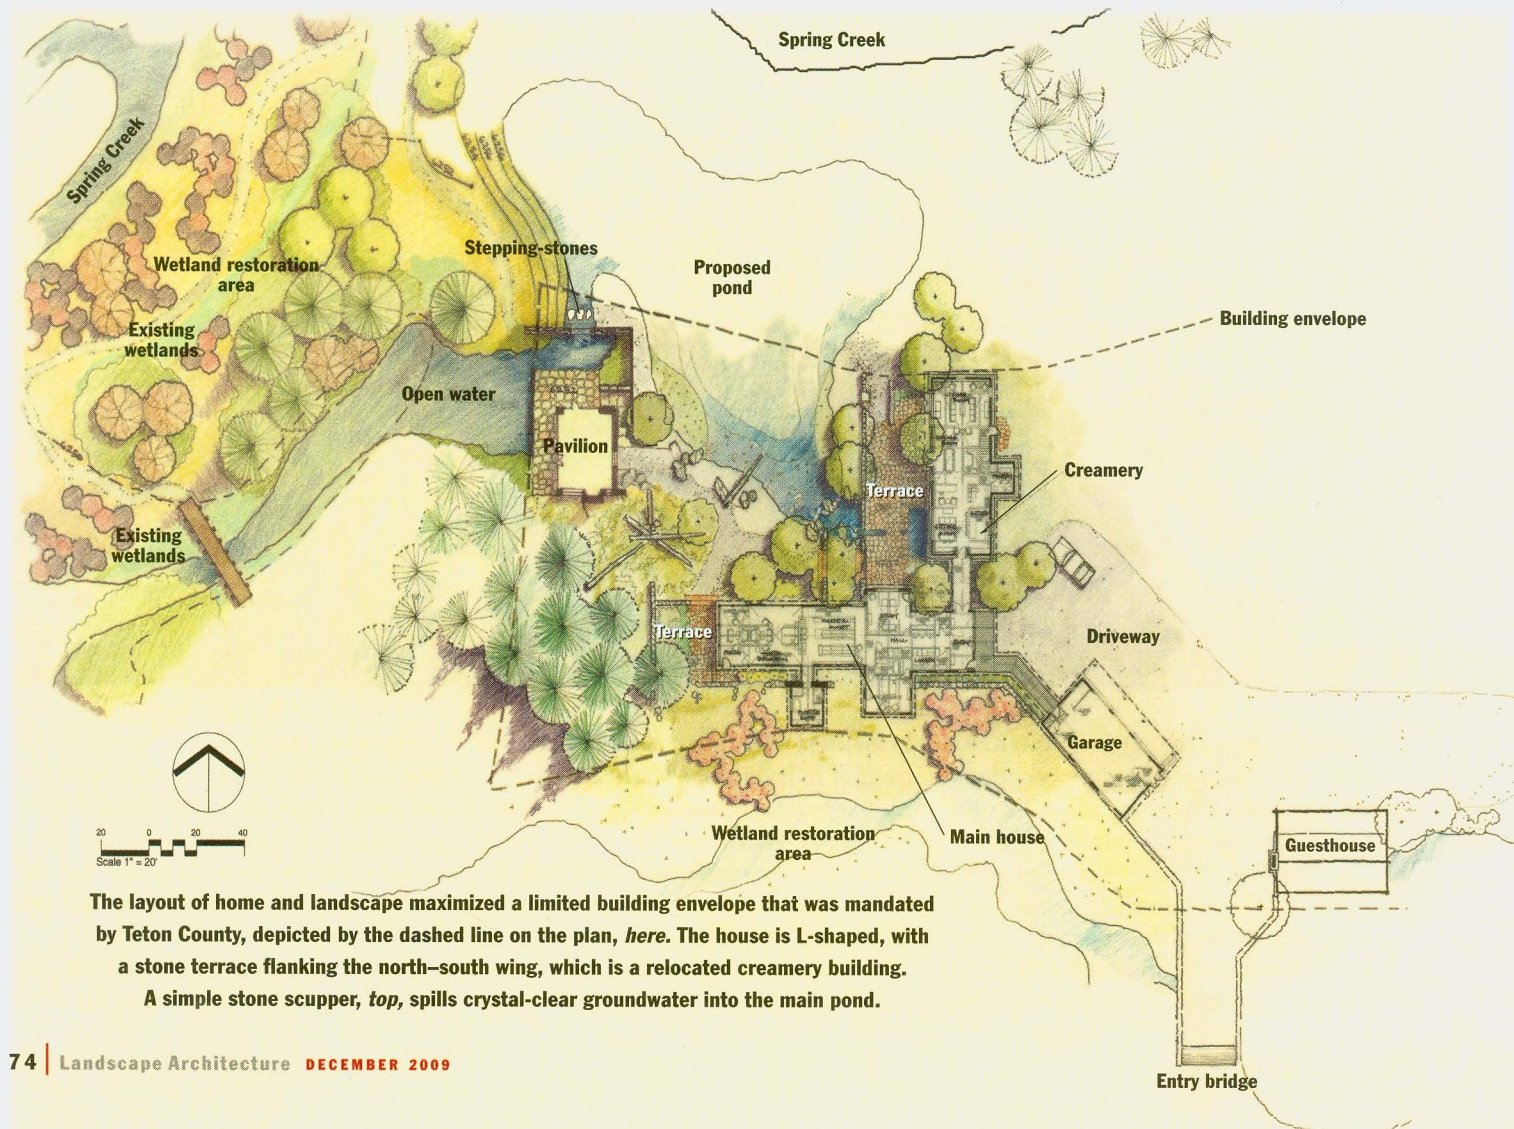 Spring Creek
Spring Creek
Stepping-stones
Wetland restoration
area
Proposed
pond
Building envelope
Existing
wetlands
Open water
Pavilion
Creamery
Terrace
Existing
wetlands
Terrace
Driveway
Garage
Wetland restoration
area
Main house
Guesthouse
20 0 20 40
Scale 1" = 20'
The layout of home and landscape maximized a limited building envelope that was mandated
by Teton County, depicted by the dashed line on the plan, here. The house is L-shaped, with
a stone terrace flanking the north–south wing, which is a relocated creamery building.
A simple stone scupper, top, spills crystal-clear groundwater into the main pond.
74 | Landscape Architecture DECEMBER 2009
Entry bridge